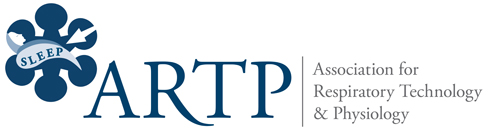 SLEEP
ARTP
Association for
Respiratory Technology
& Physiology